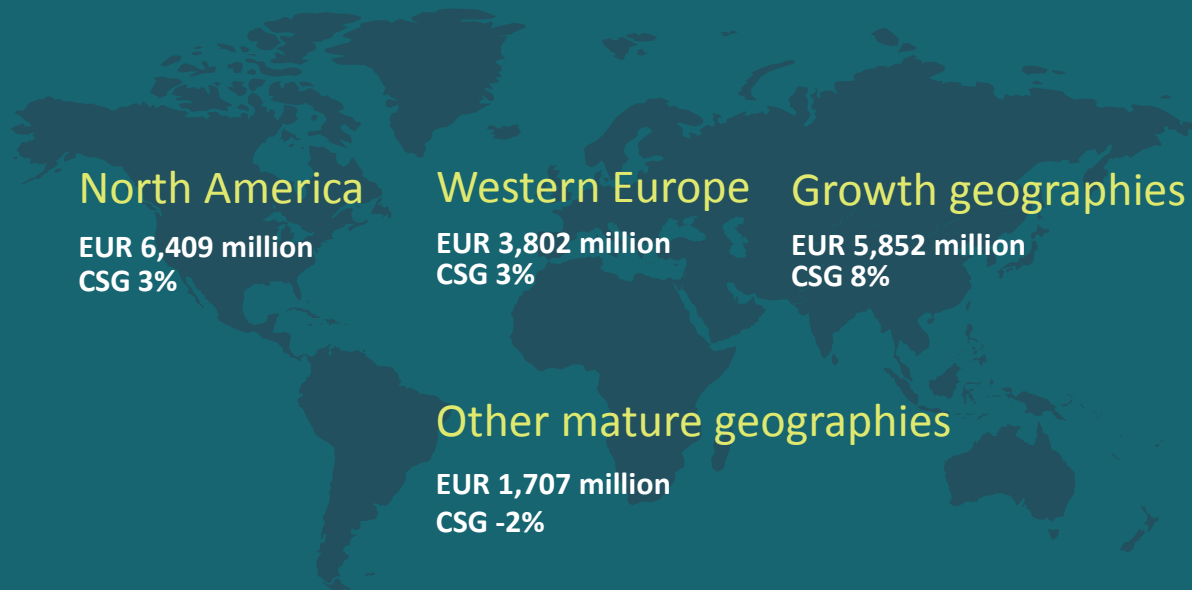 North America
EUR 6,409 million
CSG 3%
Western Europe
EUR 3,802 million
CSG 3%
Growth geographies
EUR 5,852 million
CSG 8%
Other mature geographies
EUR 1,707 million
CSG -2%